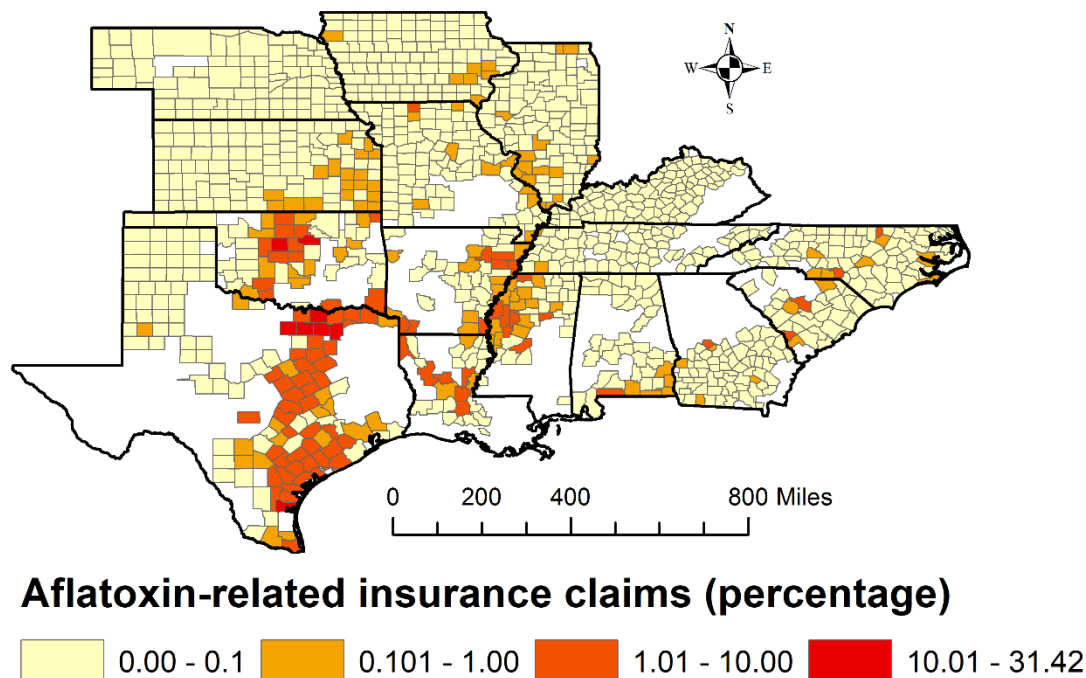 N
W E
S
0 200 400 800 Miles
Aflatoxin-related insurance claims (percentage)
0.00 - 0.1 0.101 - 1.00 1.01 - 10.00 10.01 - 31.42